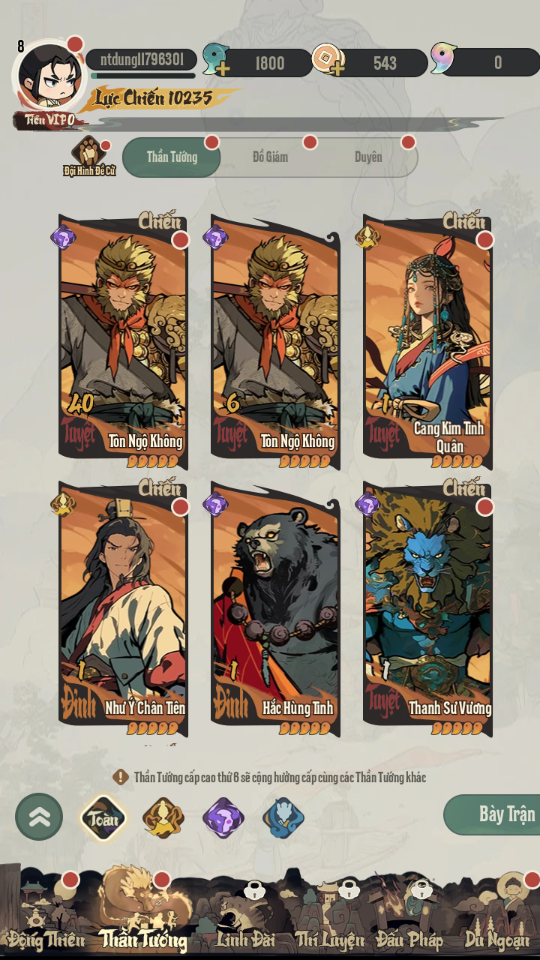 8
ntdung11796301
1800
543
0
Lực Chiến 10235
Tiên VIP 0
Đội Hình Đề Cử
Thần Tướng
Đồ Giám
Duyên
Chiến
40
Tuyệt
Tôn Ngộ Không
6
Tuyệt
Tôn Ngộ Không
Chiến
1
Tuyệt
Cang Kim Tinh
Quân
Chiến
1
Đỉnh
Như Ý Chân Tiên
1
Đỉnh
Hắc Hùng Tinh
Chiến
1
Tuyệt
Thanh Sư Vương
Thần Tướng cấp cao thứ 6 sẽ cộng hưởng cấp cùng các Thần Tướng khác
Toàn
Bày Trận
Động Thiên
Thần Tướng
Linh Đài
Thí Luyện
Đấu Pháp
Du Ngoạn